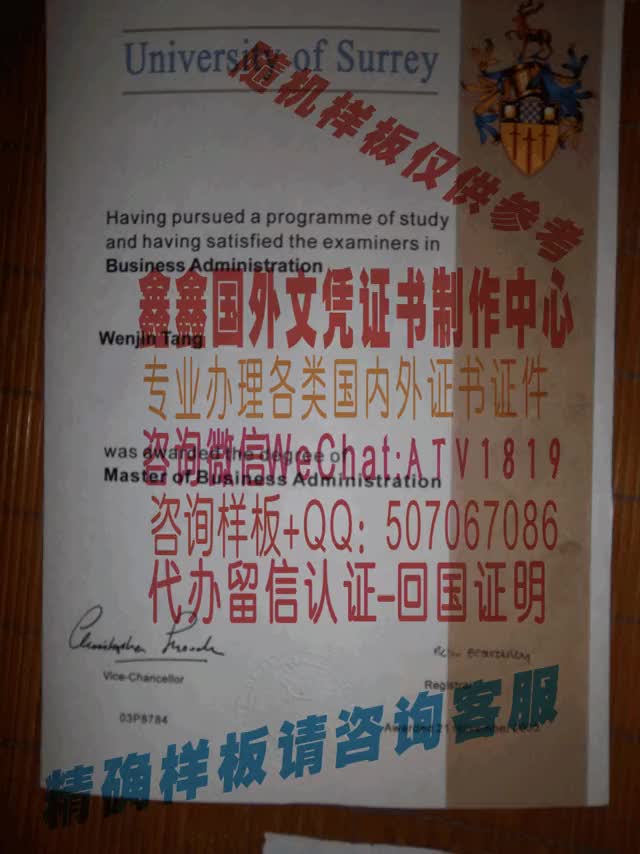 University of Surrey
随机样板仅供参考
Having pursued a programme of study
and having satisfied the examiners in
Business Administration
鑫鑫国外文凭证书制作中心
Wenjin Tang
专业办理各类国内外证书证件
was awarded the degree of
咨询微信WeChat:ATV1819
Master of Business Administration
咨询样板+QQ：507067086
代办留信认证-回国证明
Vice-Chancellor
Registrar
03P8784
Awarded 21
精确样板请咨询客服